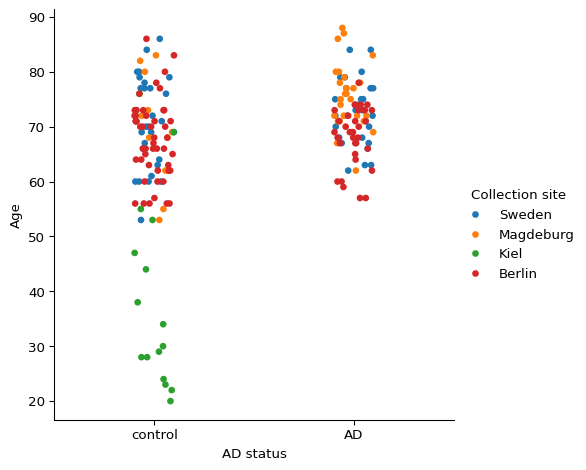 90
80
70
60
50
40
30
20
Age
control
AD
AD status
Collection site
Sweden
Magdeburg
Kiel
Berlin